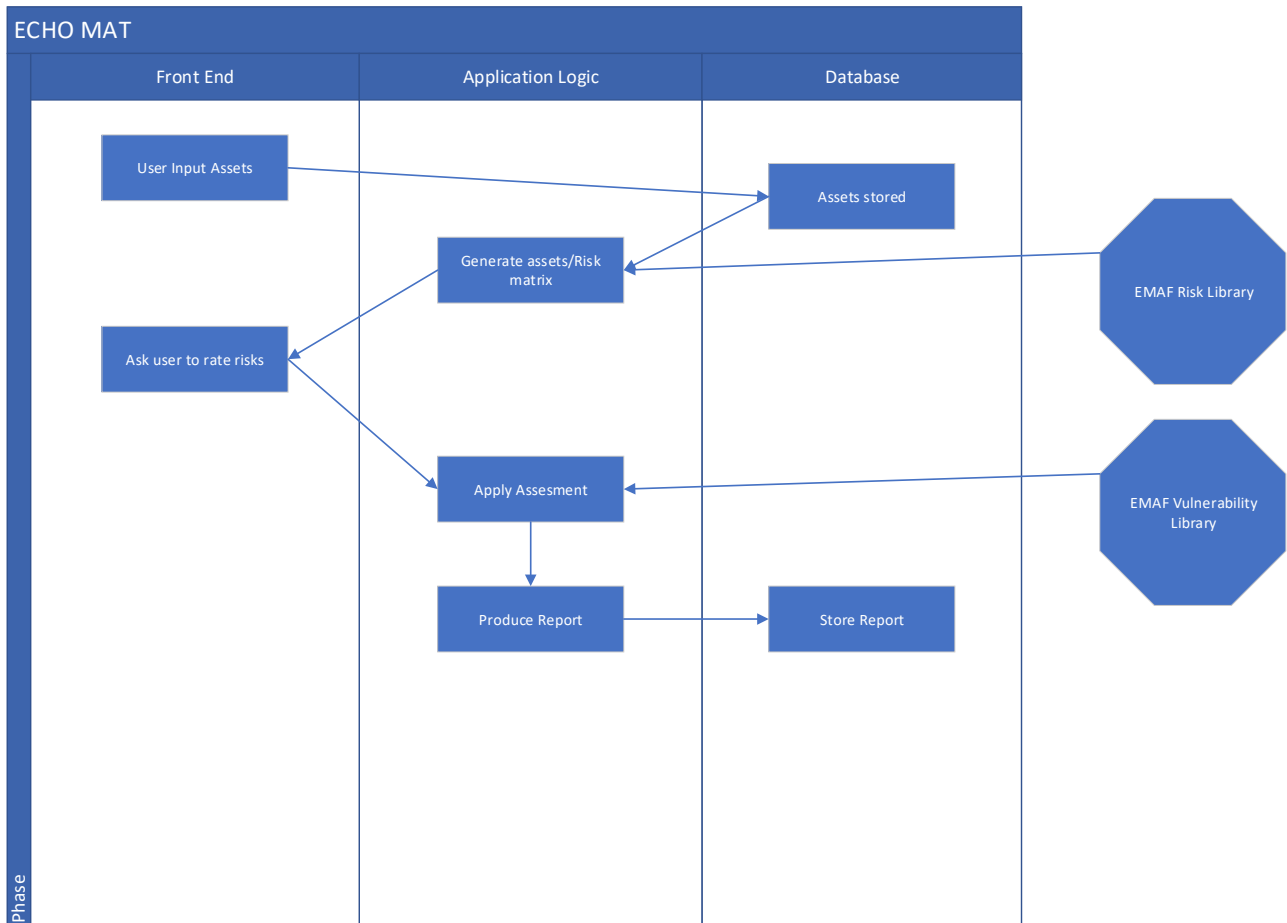 ECHO MAT
Front End
Application Logic
Database
User Input Assets
Assets stored
Generate assets/Risk
matrix
EMAF Risk Library
Ask user to rate risks
Apply Assesment
EMAF Vulnerability
Library
Produce Report
Store Report
Phase